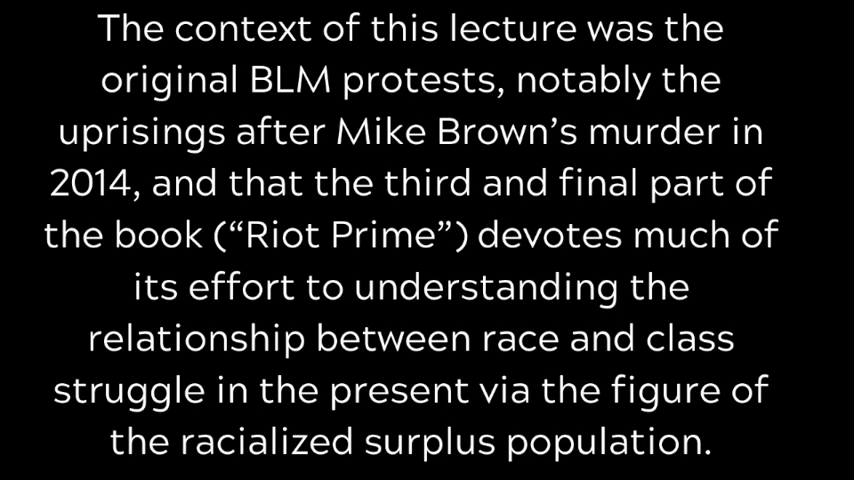 The context of this lecture was the
original BLM protests, notably the
uprisings after Mike Brown’s murder in
2014, and that the third and final part of
the book (“Riot Prime”) devotes much of
its effort to understanding the
relationship between race and class
struggle in the present via the figure of
the racialized surplus population.